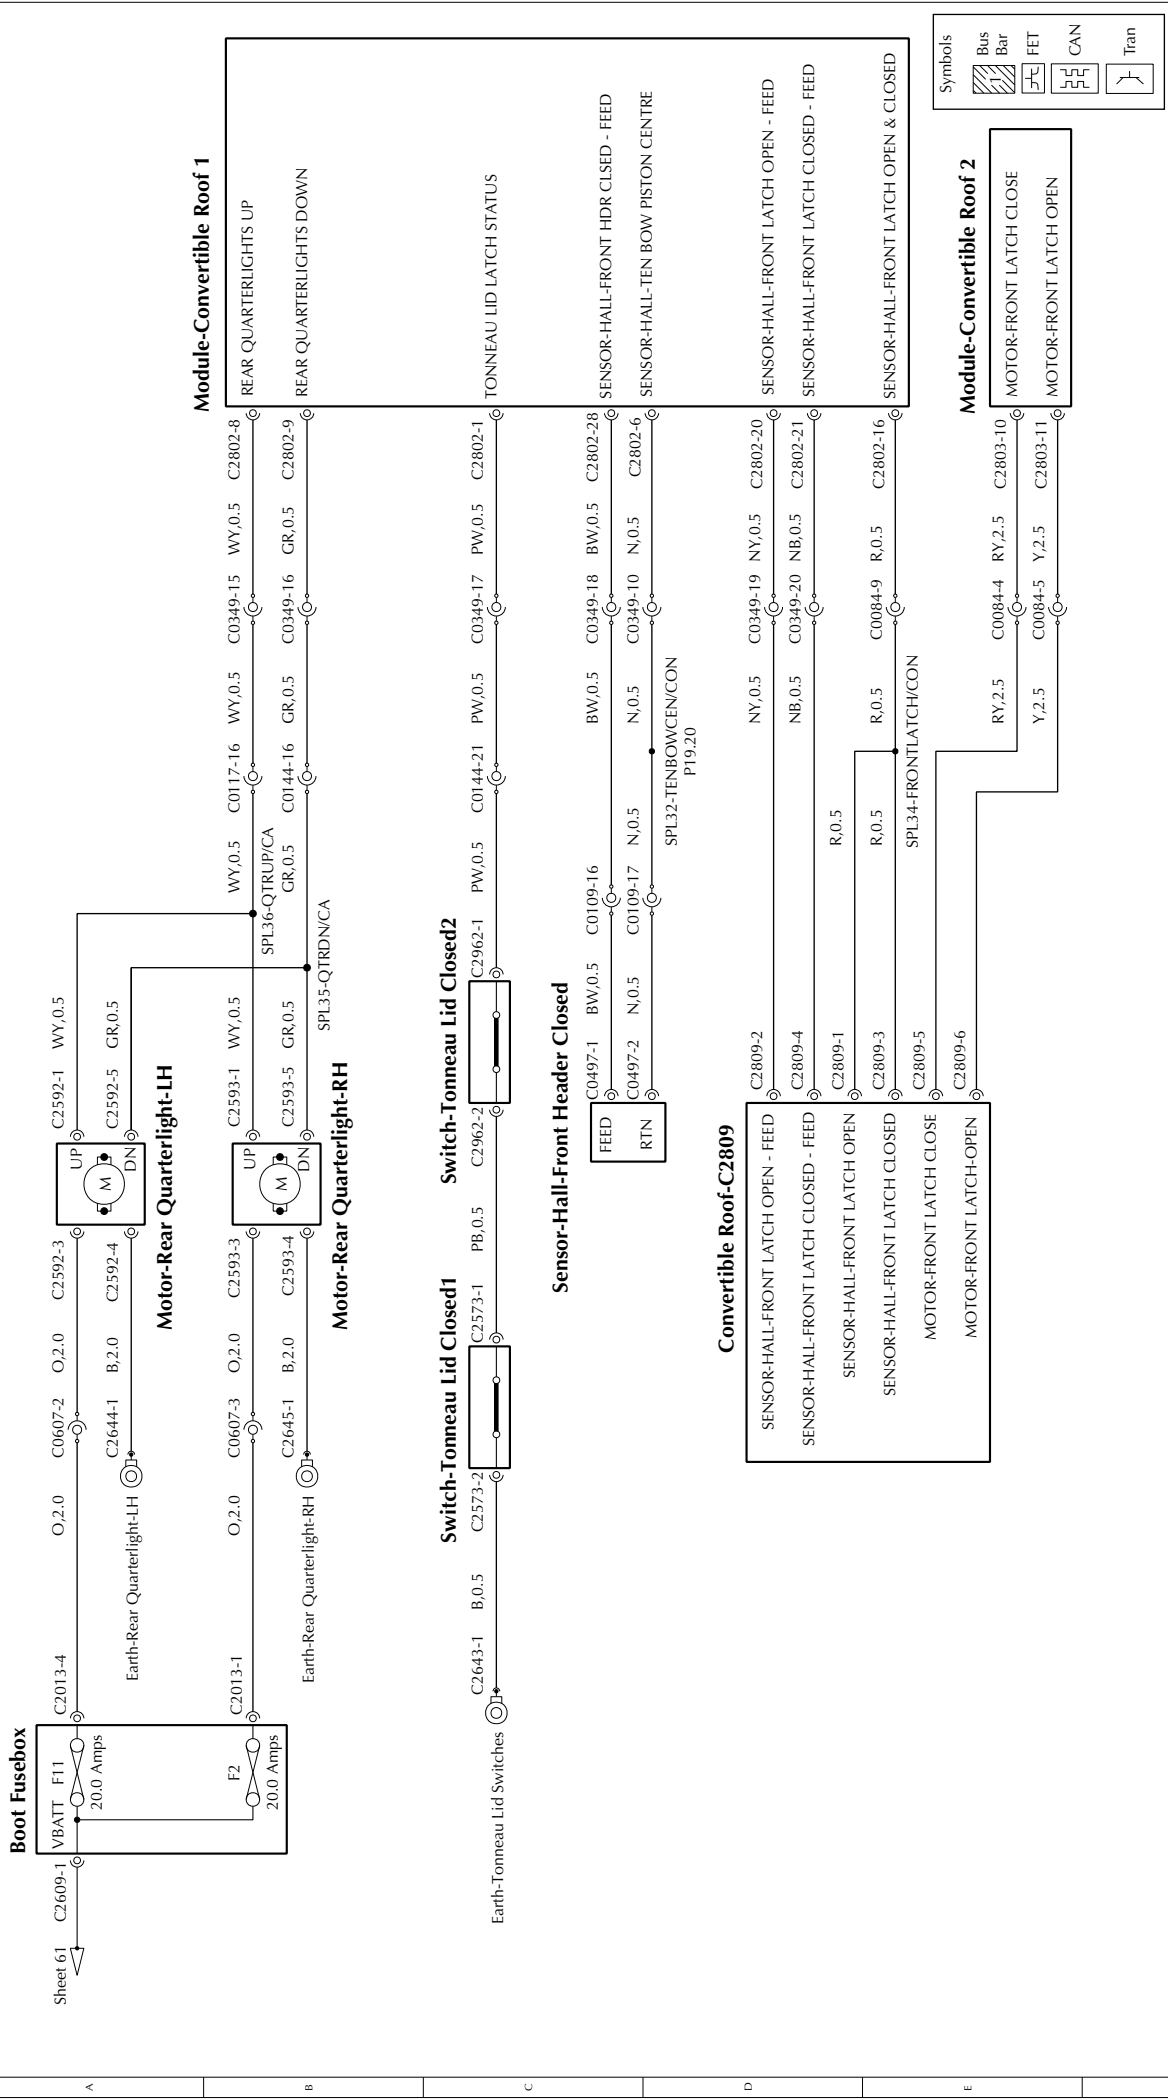 Boot Fusebox
Sheet 61
C2609-1
VBATT
F11
20.0 Amps
C2013-4
O,2.0
C0607-2
O,2.0
C2592-3
UP
M
DN
C2592-1
WY,0.5
Earth-Rear Quarterlight-LH
C2644-1
B,2.0
C2592-4
C2592-5
GR,0.5
Motor-Rear Quarterlight-LH
Module-Convertible Roof 1
F2
20.0 Amps
C2013-1
O,2.0
C0607-3
O,2.0
C2593-3
UP
M
DN
C2593-1
WY,0.5
WY,0.5
C0117-16
WY,0.5
C0349-15
WY,0.5
C2802-8
REAR QUARTERLIGHTS UP
SPL36-QTRUP/CA
Earth-Rear Quarterlight-RH
C2645-1
B,2.0
C2593-4
C2593-5
GR,0.5
GR,0.5
C0144-16
GR,0.5
C0349-16
GR,0.5
C2802-9
REAR QUARTERLIGHTS DOWN
SPL35-QTRDN/CA
Motor-Rear Quarterlight-RH
Switch-Tonneau Lid Closed1
Switch-Tonneau Lid Closed2
Earth-Tonneau Lid Switches
C2643-1
B,0.5
C2573-2
C2573-1
PB,0.5
C2962-2
C2962-1
PW,0.5
C0144-21
PW,0.5
C0349-17
PW,0.5
C2802-1
TONNEAU LID LATCH STATUS
Sensor-Hall-Front Header Closed
FEED
C0497-1
BW,0.5
C0109-16
BW,0.5
C0349-18
BW,0.5
C2802-28
SENSOR-HALL-FRONT HDR CLSED - FEED
RTN
C0497-2
N,0.5
C0109-17
N,0.5
N,0.5
C0349-10
N,0.5
C2802-6
SENSOR-HALL-TEN BOW PISTON CENTRE
SPL32-TENBOWCEN/CON
P19.20
Convertible Roof-C2809
SENSOR-HALL-FRONT LATCH OPEN - FEED
C2809-2
NY,0.5
C0349-19
NY,0.5
C2802-20
SENSOR-HALL-FRONT LATCH OPEN - FEED
SENSOR-HALL-FRONT LATCH CLOSED - FEED
C2809-4
NB,0.5
C0349-20
NB,0.5
C2802-21
SENSOR-HALL-FRONT LATCH CLOSED - FEED
SENSOR-HALL-FRONT LATCH OPEN
C2809-1
R,0.5
SENSOR-HALL-FRONT LATCH CLOSED
C2809-3
R,0.5
R,0.5
C0084-9
R,0.5
C2802-16
SENSOR-HALL-FRONT LATCH OPEN & CLOSED
SPL34-FRONTLATCH/CON
MOTOR-FRONT LATCH CLOSE
C2809-5
MOTOR-FRONT LATCH-OPEN
C2809-6
Module-Convertible Roof 2
RY,2.5
C0084-4
RY,2.5
C2803-10
MOTOR-FRONT LATCH CLOSE
Y,2.5
C0084-5
Y,2.5
C2803-11
MOTOR-FRONT LATCH OPEN
Symbols
1
Bus
Bar
FET
CAN
Tran
A
B
C
D
E